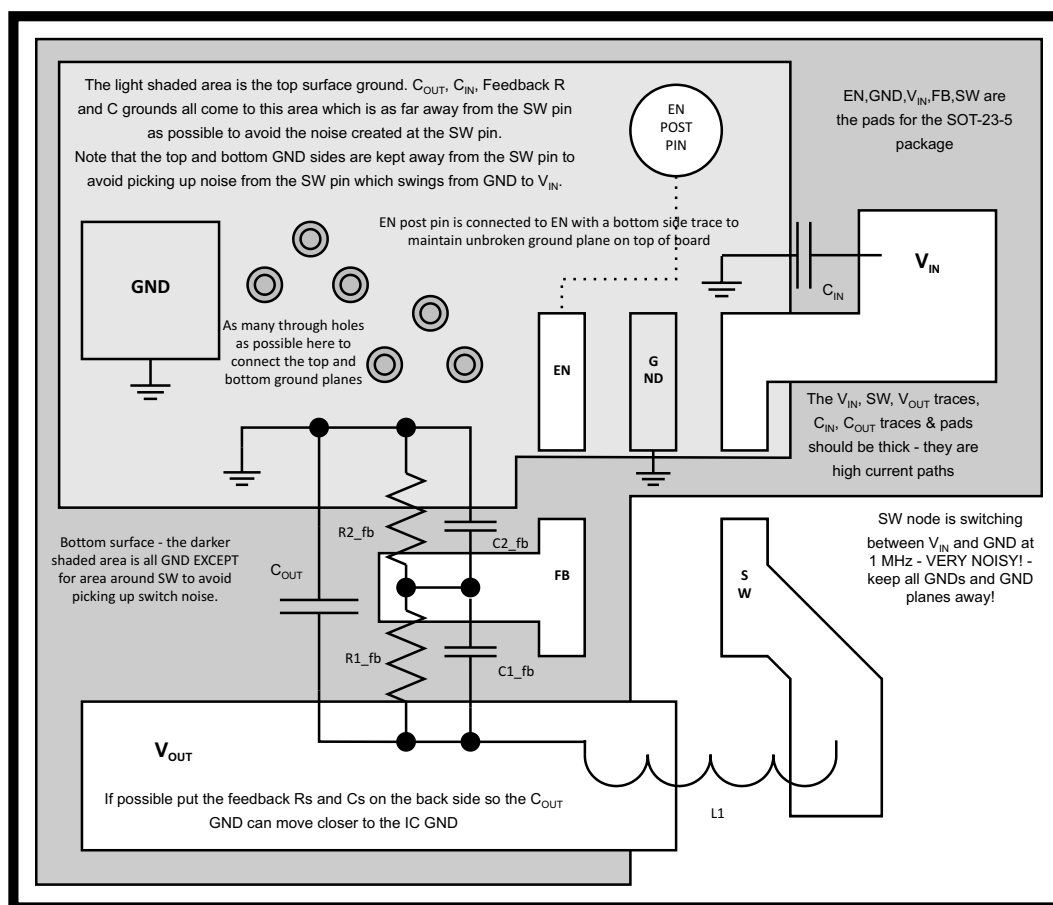 The light shaded area is the top surface ground. COUT, CIN, Feedback R
and C grounds all come to this area which is as far away from the SW pin
as possible to avoid the noise created at the SW pin.
Note that the top and bottom GND sides are kept away from the SW pin to
avoid picking up noise from the SW pin which swings from GND to VIN.
EN
POST
PIN
EN,GND,VIN,FB,SW are
the pads for the SOT-23-5
package
EN post pin is connected to EN with a bottom side trace to
maintain unbroken ground plane on top of board
GND
VIN
CIN
As many through holes
as possible here to
connect the top and
bottom ground planes
EN
G
ND
The VIN, SW, VOUT traces,
CIN, COUT traces & pads
should be thick - they are
high current paths
Bottom surface - the darker
shaded area is all GND EXCEPT
for area around SW to avoid
picking up switch noise.
COUT
R2_fb
C2_fb
FB
S
W
SW node is switching
between VIN and GND at
1 MHz - VERY NOISY! -
keep all GNDs and GND
planes away!
R1_fb
C1_fb
VOUT
If possible put the feedback Rs and Cs on the back side so the COUT
GND can move closer to the IC GND
L1